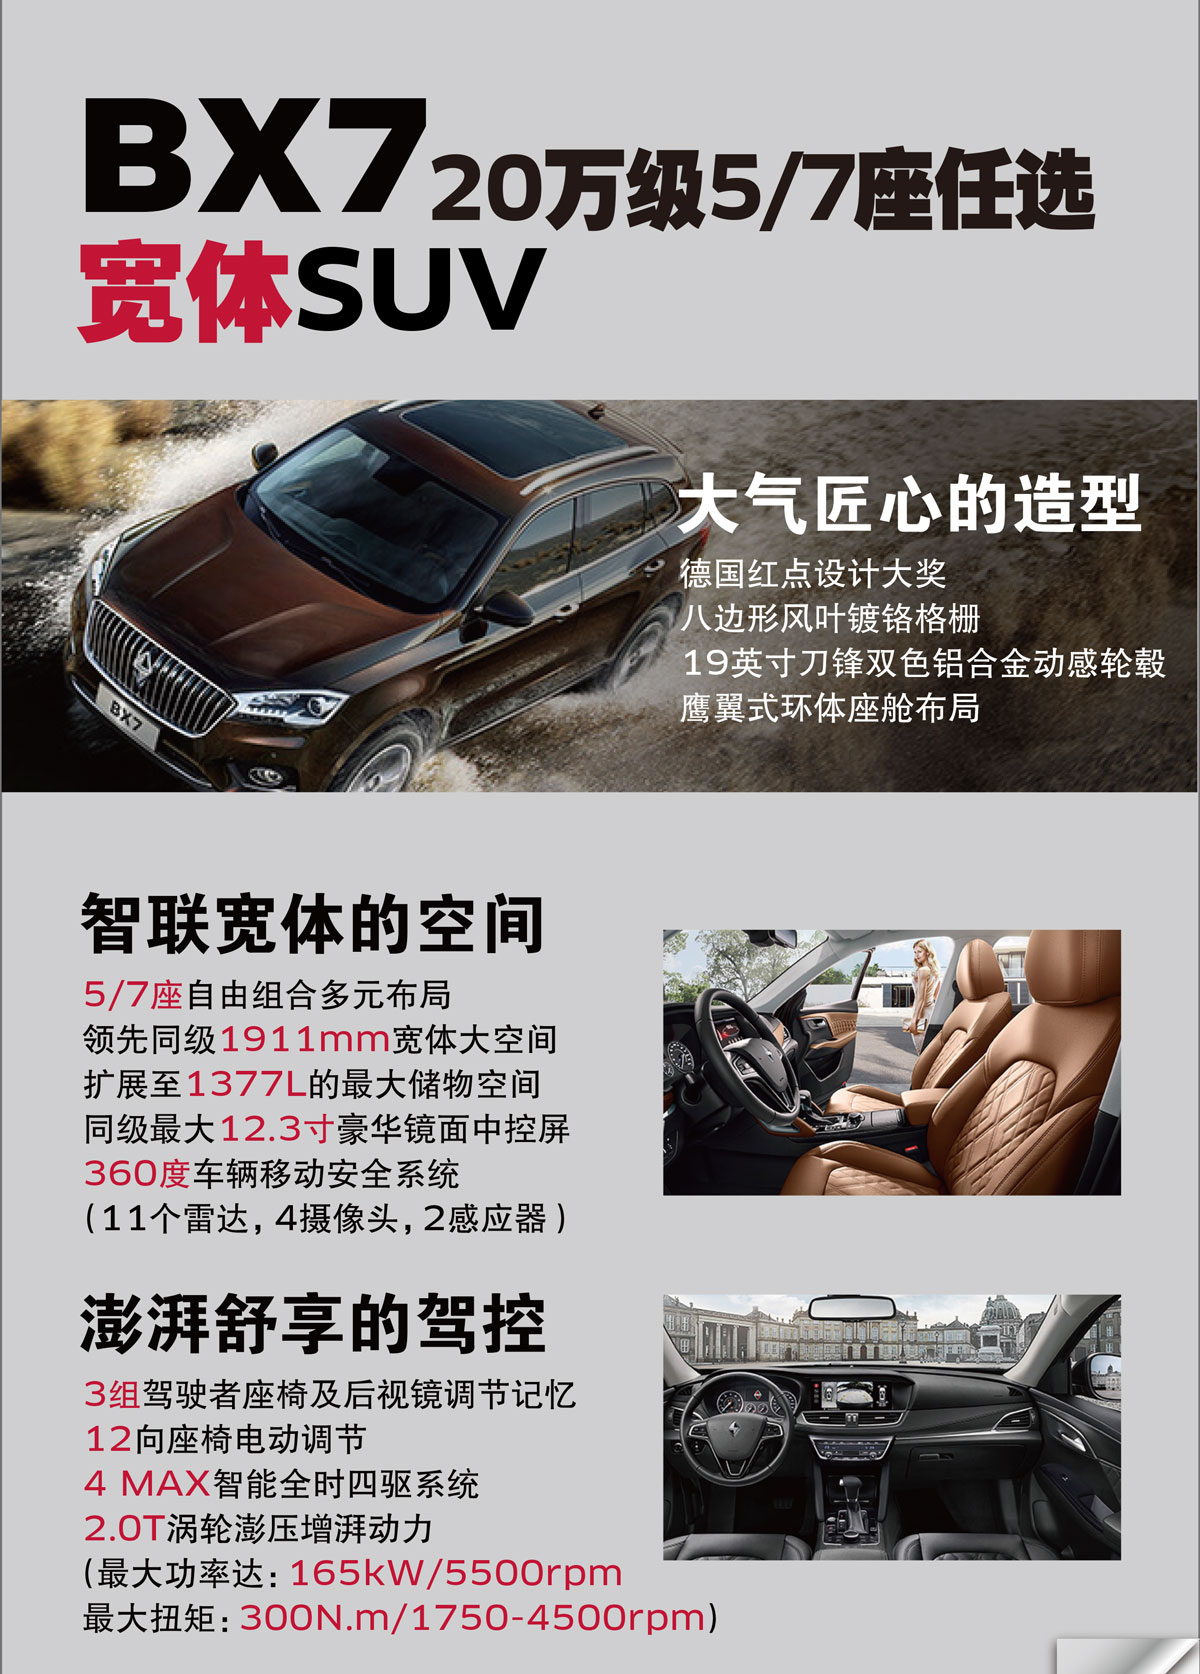 BX7 20万级5/7座任选
宽体SUV
大气匠心的造型
德国红点设计大奖
八边形风叶镀铬格栅
19英寸刀锋双色铝合金动感轮毂
鹰翼式环体座舱布局
BX7
智联宽体的空间
5/7座自由组合多元布局
领先同级1911mm宽体大空间
扩展至1377L的最大储物空间
同级最大12.3寸豪华镜面中控屏
360度车辆移动安全系统
(11个雷达, 4摄像头, 2感应器)
澎湃舒享的驾控
3组驾驶者座椅及后视镜调节记忆
12向座椅电动调节
4 MAX智能全时四驱系统
2.0T涡轮澎压增湃动力
(最大功率达: 165kW/5500rpm
最大扭矩: 300N.m/1750-4500rpm)